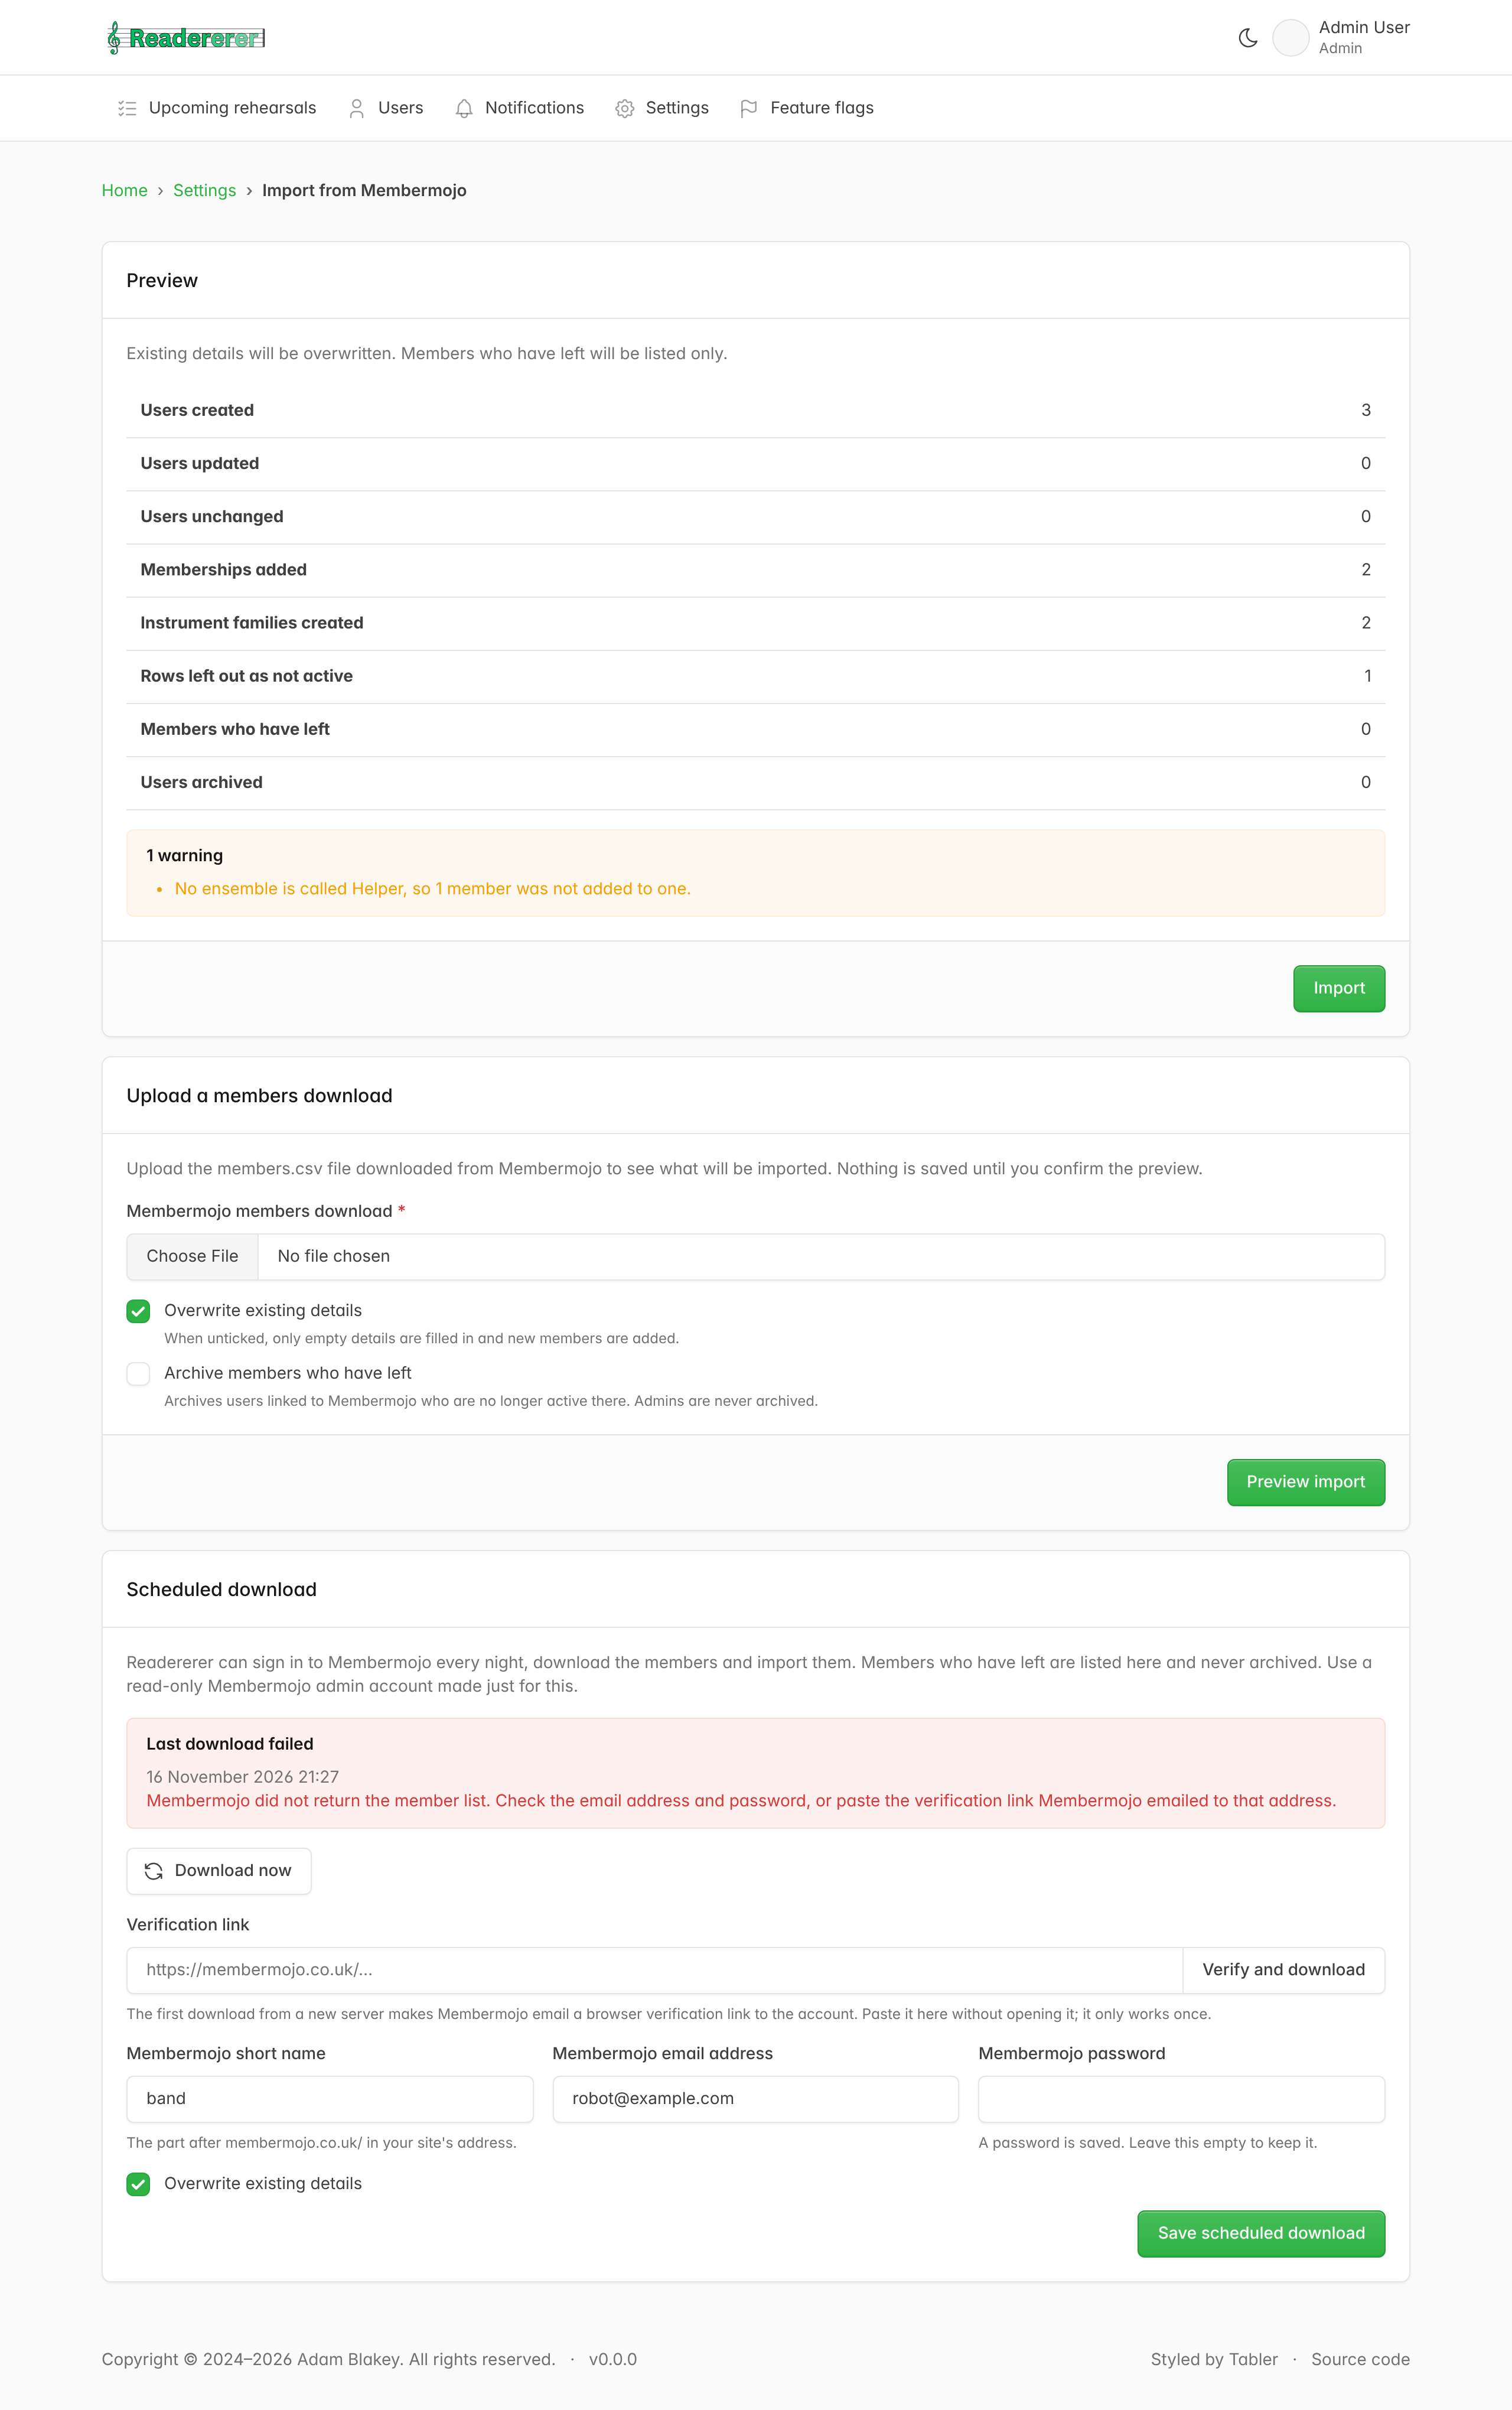 Readererer
Admin User
Admin
Upcoming rehearsals
Users
Notifications
Settings
Feature flags
Home › Settings › Import from Membermojo
Preview
Existing details will be overwritten. Members who have left will be listed only.
Users created 3
Users updated 0
Users unchanged 0
Memberships added 2
Instrument families created 2
Rows left out as not active 1
Members who have left 0
Users archived 0
1 warning
• No ensemble is called Helper, so 1 member was not added to one.
Import
Upload a members download
Upload the members.csv file downloaded from Membermojo to see what will be imported. Nothing is saved until you confirm the preview.
Membermojo members download *
Choose File No file chosen
Overwrite existing details
When unticked, only empty details are filled in and new members are added.
Archive members who have left
Archives users linked to Membermojo who are no longer active there. Admins are never archived.
Preview import
Scheduled download
Readererer can sign in to Membermojo every night, download the members and import them. Members who have left are listed here and never archived. Use a
read-only Membermojo admin account made just for this.
Last download failed
16 November 2026 21:27
Membermojo did not return the member list. Check the email address and password, or paste the verification link Membermojo emailed to that address.
Download now
Verification link
https://membermojo.co.uk/... Verify and download
The first download from a new server makes Membermojo email a browser verification link to the account. Paste it here without opening it; it only works once.
Membermojo short name Membermojo email address Membermojo password
band robot@example.com
The part after membermojo.co.uk/ in your site's address. A password is saved. Leave this empty to keep it.
Overwrite existing details
Save scheduled download
Copyright © 2024–2026 Adam Blakey. All rights reserved. · v0.0.0
Styled by Tabler · Source code